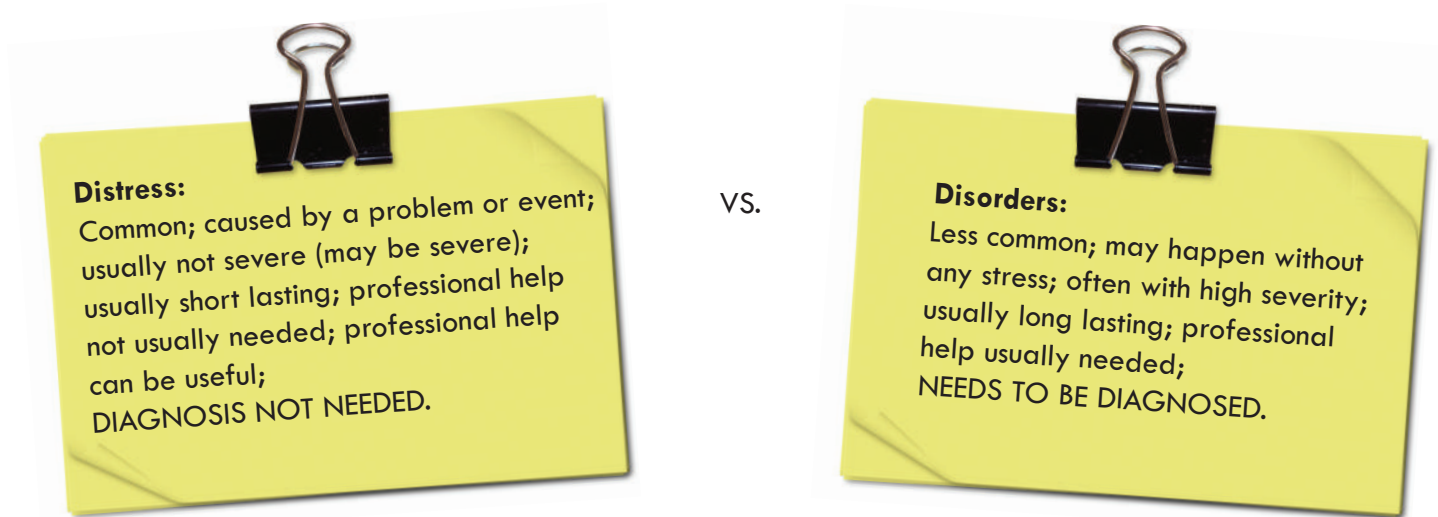 Distress:
Common; caused by a problem or event;
usually not severe (may be severe);
usually short lasting; professional help
not usually needed; professional help
can be useful;
DIAGNOSIS NOT NEEDED.
vs.
Disorders:
Less common; may happen without
any stress; often with high severity;
usually long lasting; professional
help usually needed;
NEEDS TO BE DIAGNOSED.